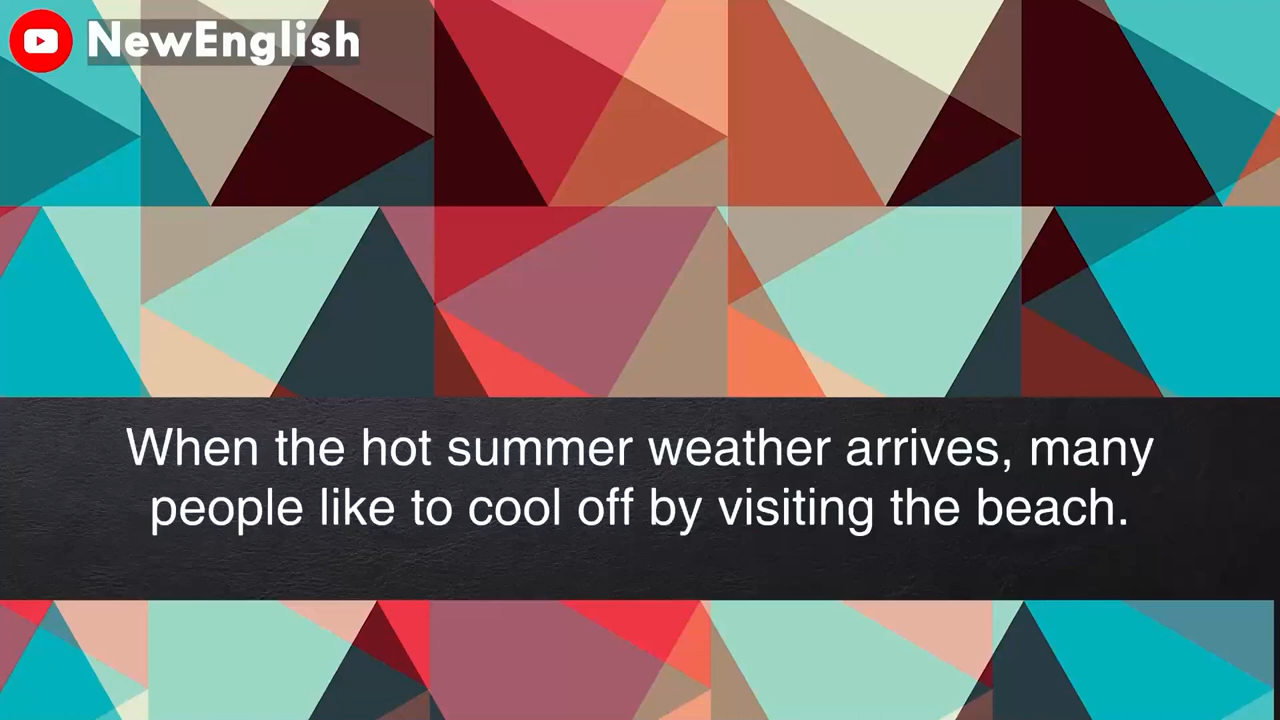 NewEnglish
When the hot summer weather arrives, many
people like to cool off by visiting the beach.